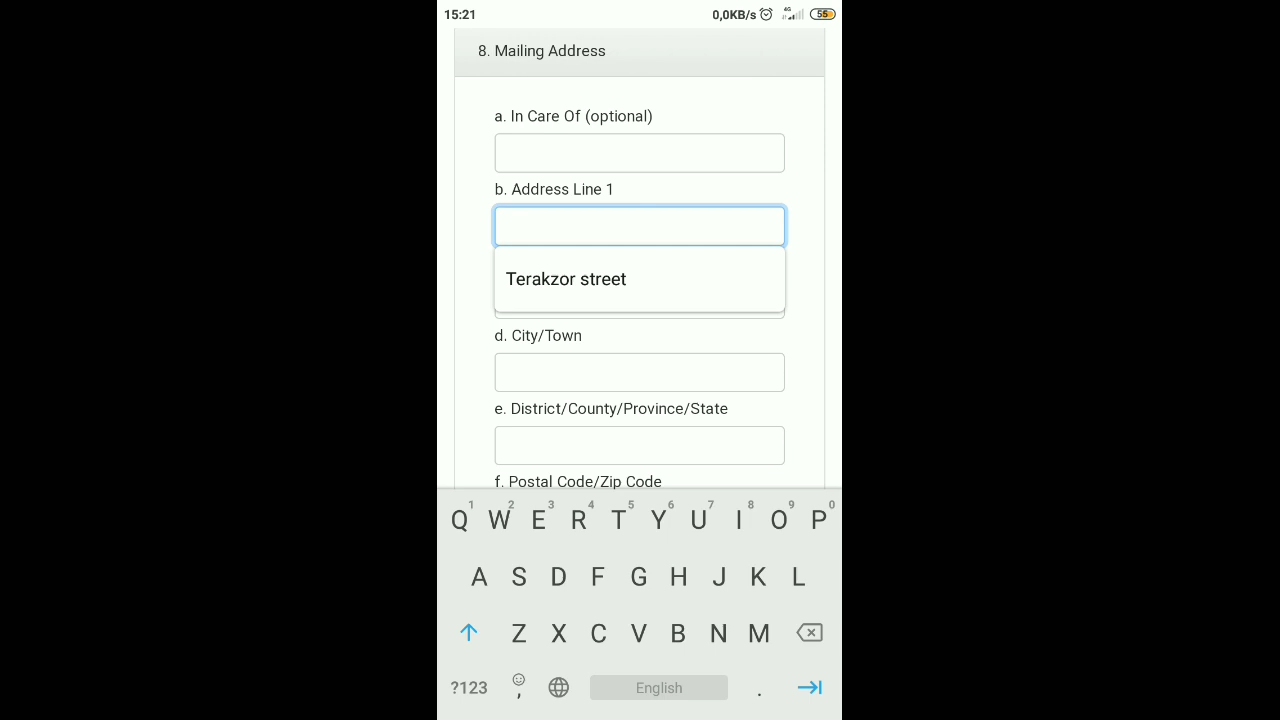 15:21 0,0KB/s 4G 55
8. Mailing Address
a. In Care Of (optional)
b. Address Line 1
Terakzor street
d. City/Town
e. District/County/Province/State
f. Postal Code/Zip Code
1 2 3 4 5 6 7 8 9 0
Q W E R T Y U I O P
A S D F G H J K L
Z X C V B N M
?123 , English .